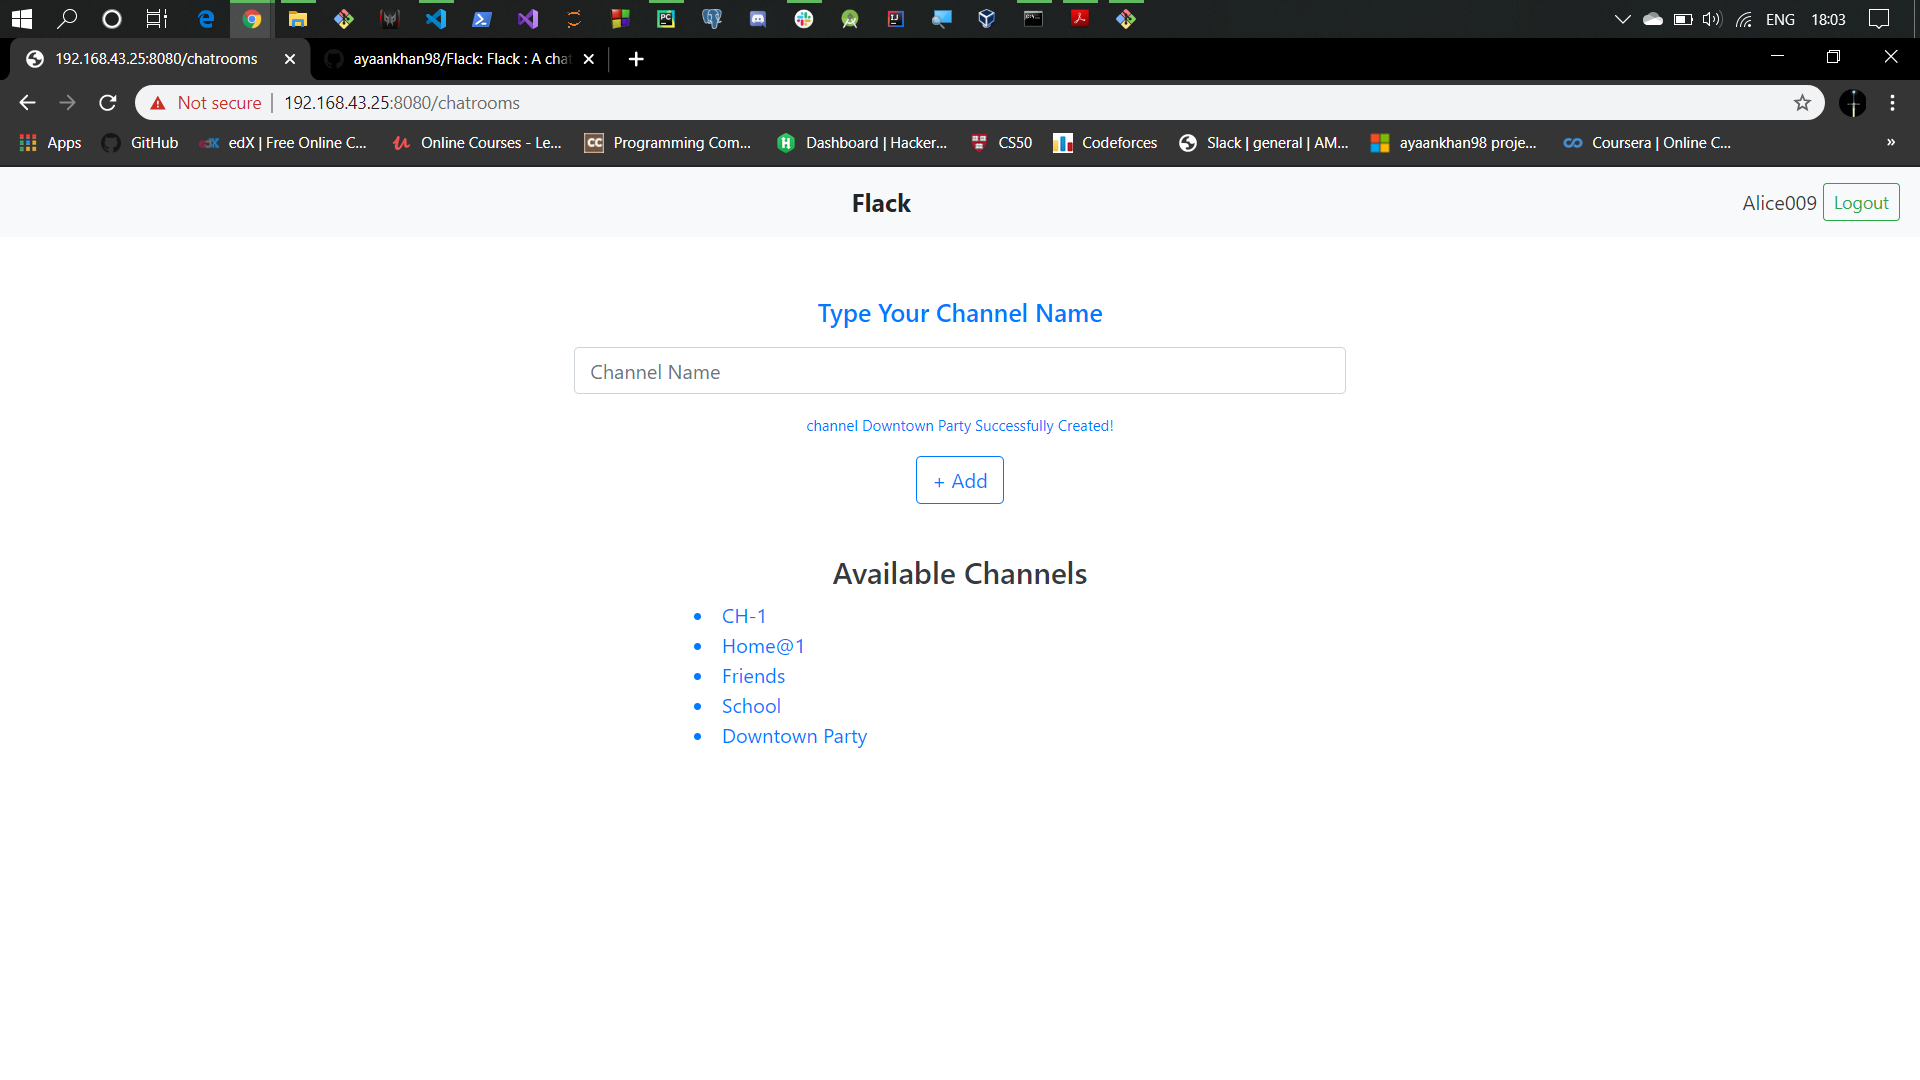 ENG 18:03
192.168.43.25:8080/chatrooms
ayaankhan98/Flack: Flack : A cha
Not secure | 192.168.43.25:8080/chatrooms
Apps GitHub edX | Free Online C... Online Courses - Le... Programming Com... Dashboard | Hacker... CS50 Codeforces Slack | general | AM... ayaankhan98 proje... Coursera | Online C... »
Flack
Alice009 Logout
Type Your Channel Name
Channel Name
channel Downtown Party Successfully Created!
+ Add
Available Channels
• CH-1
• Home@1
• Friends
• School
• Downtown Party